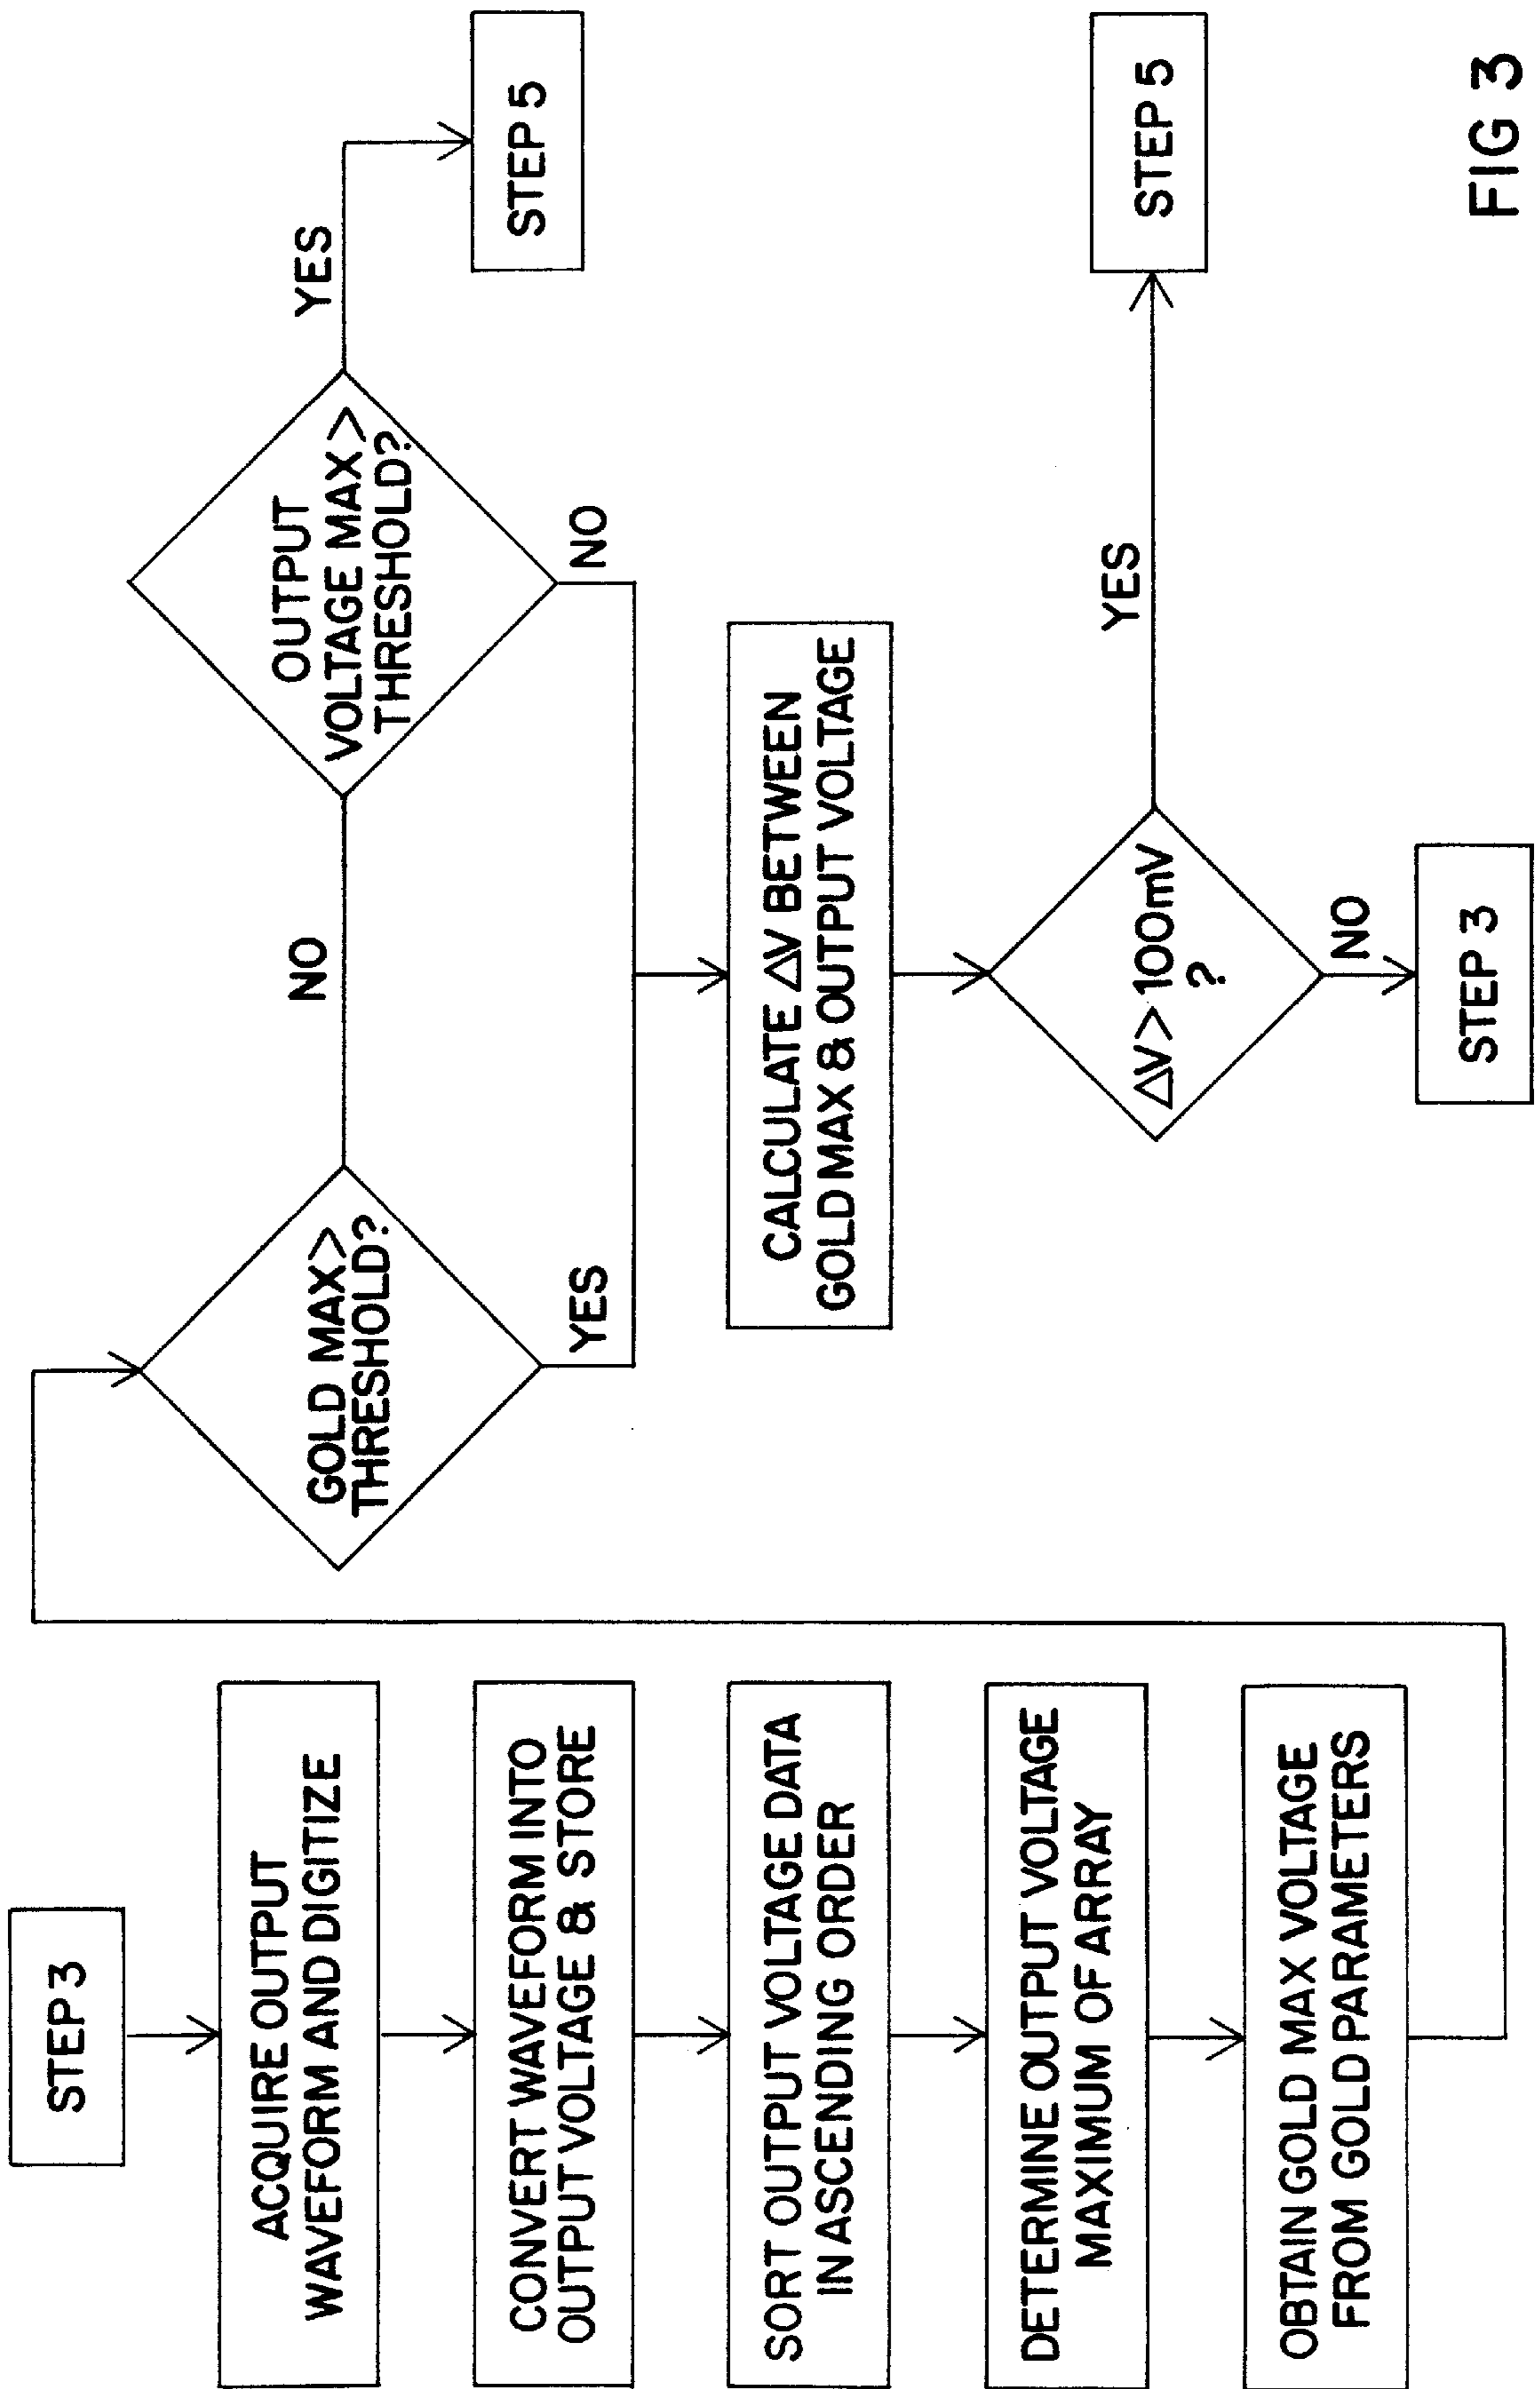 STEP 3
ACQUIRE OUTPUT
WAVEFORM AND DIGITIZE
CONVERT WAVEFORM INTO
OUTPUT VOLTAGE & STORE
SORT OUTPUT VOLTAGE DATA
IN ASCENDING ORDER
DETERMINE OUTPUT VOLTAGE
MAXIMUM OF ARRAY
OBTAIN GOLD MAX VOLTAGE
FROM GOLD PARAMETERS
GOLD MAX>
THRESHOLD?
NO
YES
OUTPUT
VOLTAGE MAX>
THRESHOLD?
YES
NO
STEP 5
CALCULATE ΔV BETWEEN
GOLD MAX & OUTPUT VOLTAGE
ΔV>100mV
?
YES
STEP 5
NO
STEP 3
FIG 3